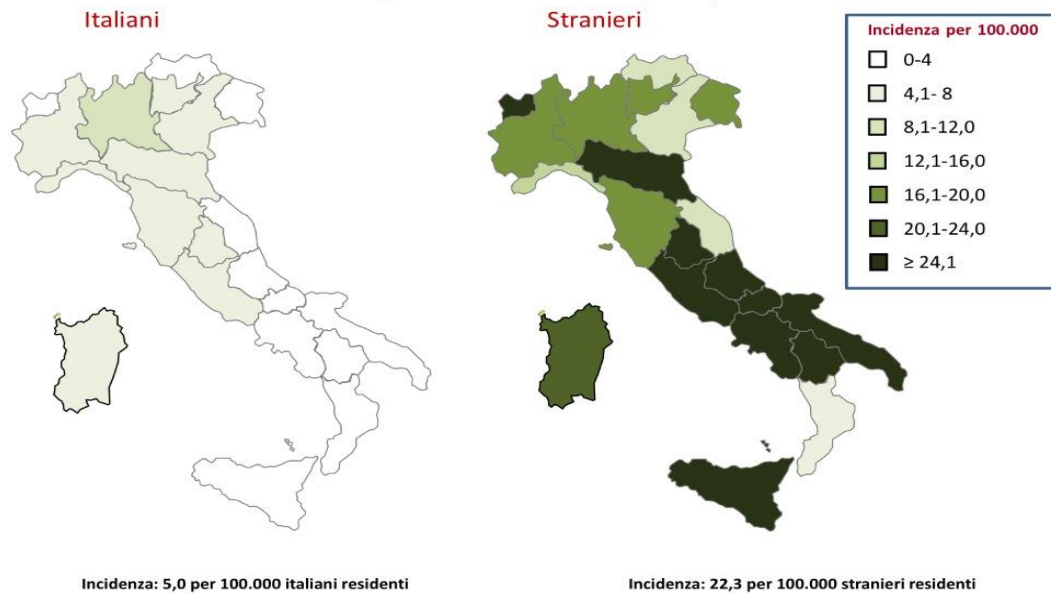 Italiani
Stranieri
Incidenza per 100.000
0-4
4,1- 8
8,1-12,0
12,1-16,0
16,1-20,0
20,1-24,0
≥ 24,1
Incidenza: 5,0 per 100.000 italiani residenti
Incidenza: 22,3 per 100.000 stranieri residenti